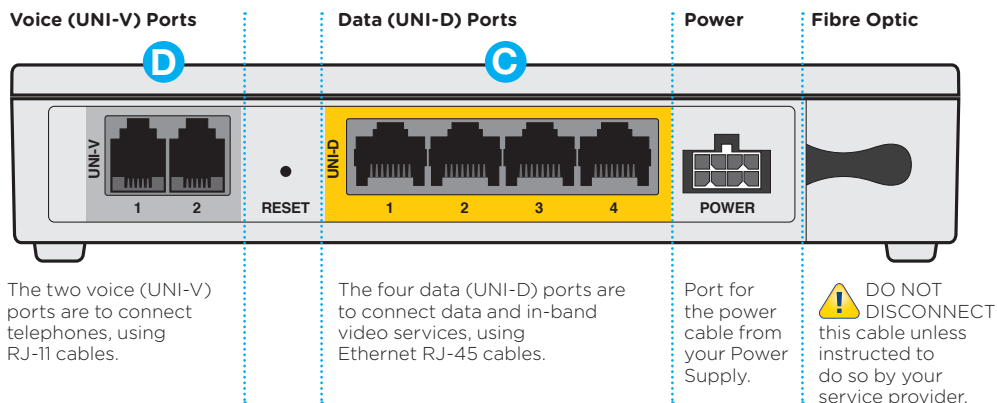 Voice (UNI-V) Ports
Data (UNI-D) Ports
Power
Fibre Optic
D
C
UNI-V
1 2
RESET
UNI-D
1 2 3 4
POWER
The two voice (UNI-V)
ports are to connect
telephones, using
RJ-11 cables.
The four data (UNI-D) ports are
to connect data and in-band
video services, using
Ethernet RJ-45 cables.
Port for
the power
cable from
your Power
Supply.
!
DO NOT
DISCONNECT
this cable unless
instructed to
do so by your
service provider.